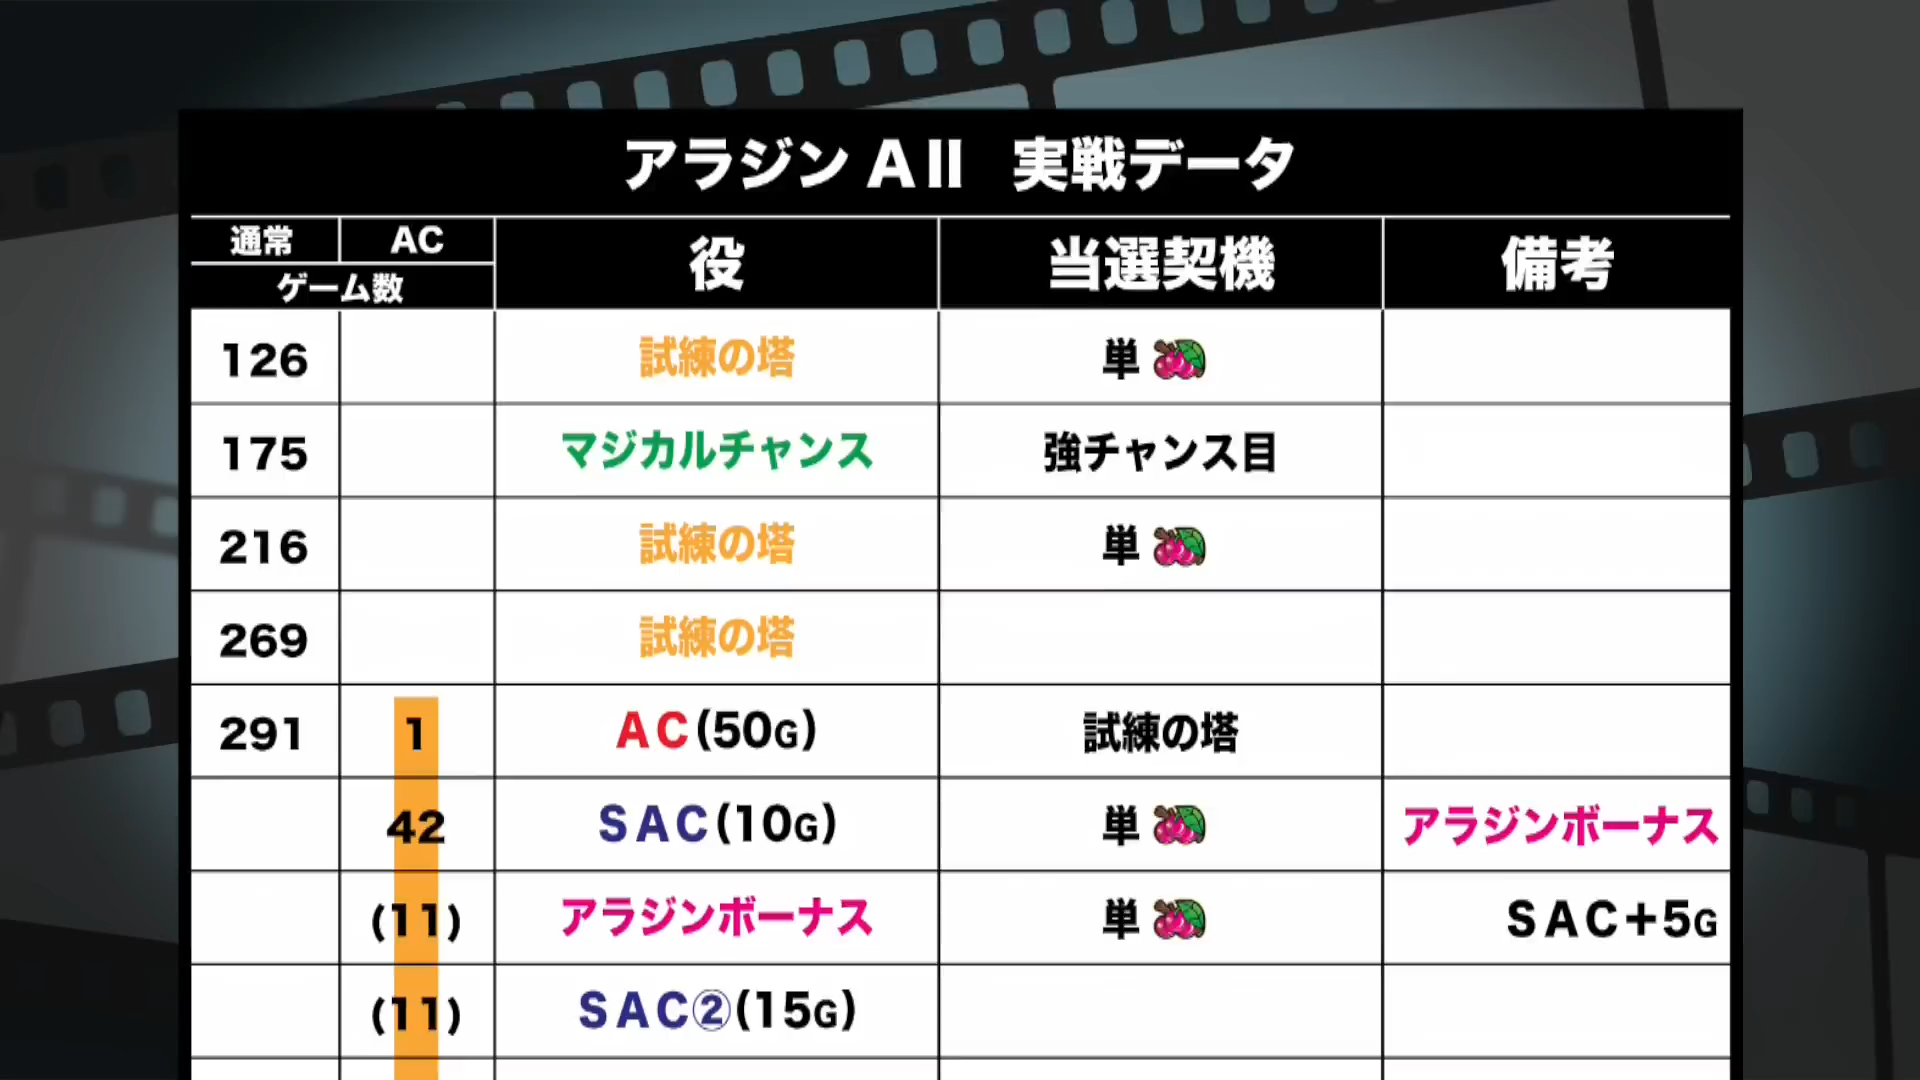 アラジンAⅡ 実戦データ
通常 AC 役 当選契機 備考
ゲーム数
126 試練の塔 単
175 マジカルチャンス 強チャンス目
216 試練の塔 単
269 試練の塔
291 1 AC(50G) 試練の塔
42 SAC(10G) 単 アラジンボーナス
(11) アラジンボーナス 単 SAC+5G
(11) SAC②(15G)